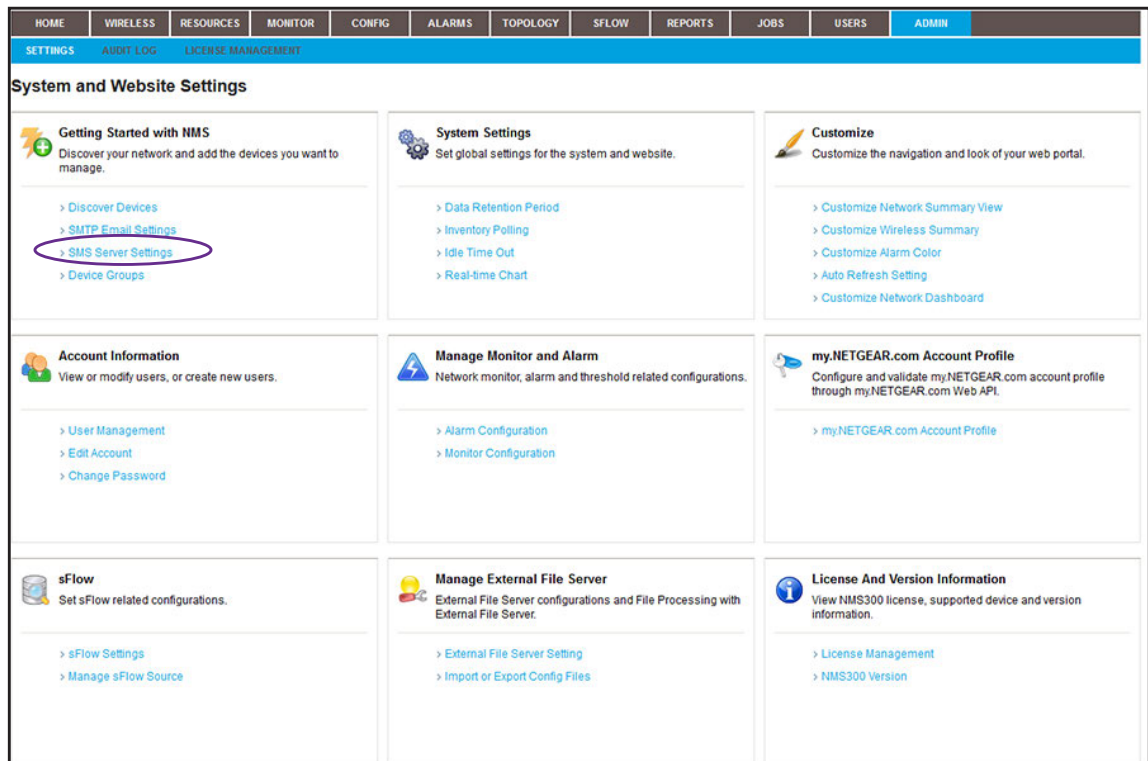 HOME WIRELESS RESOURCES MONITOR CONFIG ALARMS TOPOLOGY SFLOW REPORTS JOBS USERS ADMIN
SETTINGS AUDIT LOG LICENSE MANAGEMENT
System and Website Settings
Getting Started with NMS
Discover your network and add the devices you want to
manage.
> Discover Devices
> SMTP Email Settings
> SMS Server Settings
> Device Groups
System Settings
Set global settings for the system and website.
> Data Retention Period
> Inventory Polling
> Idle Time Out
> Real-time Chart
Customize
Customize the navigation and look of your web portal.
> Customize Network Summary View
> Customize Wireless Summary
> Customize Alarm Color
> Auto Refresh Setting
> Customize Network Dashboard
Account Information
View or modify users, or create new users.
> User Management
> Edit Account
> Change Password
Manage Monitor and Alarm
Network monitor, alarm and threshold related configurations.
> Alarm Configuration
> Monitor Configuration
my.NETGEAR.com Account Profile
Configure and validate my.NETGEAR.com account profile
through my.NETGEAR.com Web API.
> my.NETGEAR.com Account Profile
sFlow
Set sFlow related configurations.
> sFlow Settings
> Manage sFlow Source
Manage External File Server
External File Server configurations and File Processing with
External File Server.
> External File Server Setting
> Import or Export Config Files
License And Version Information
View NMS300 license, supported device and version
information.
> License Management
> NMS300 Version